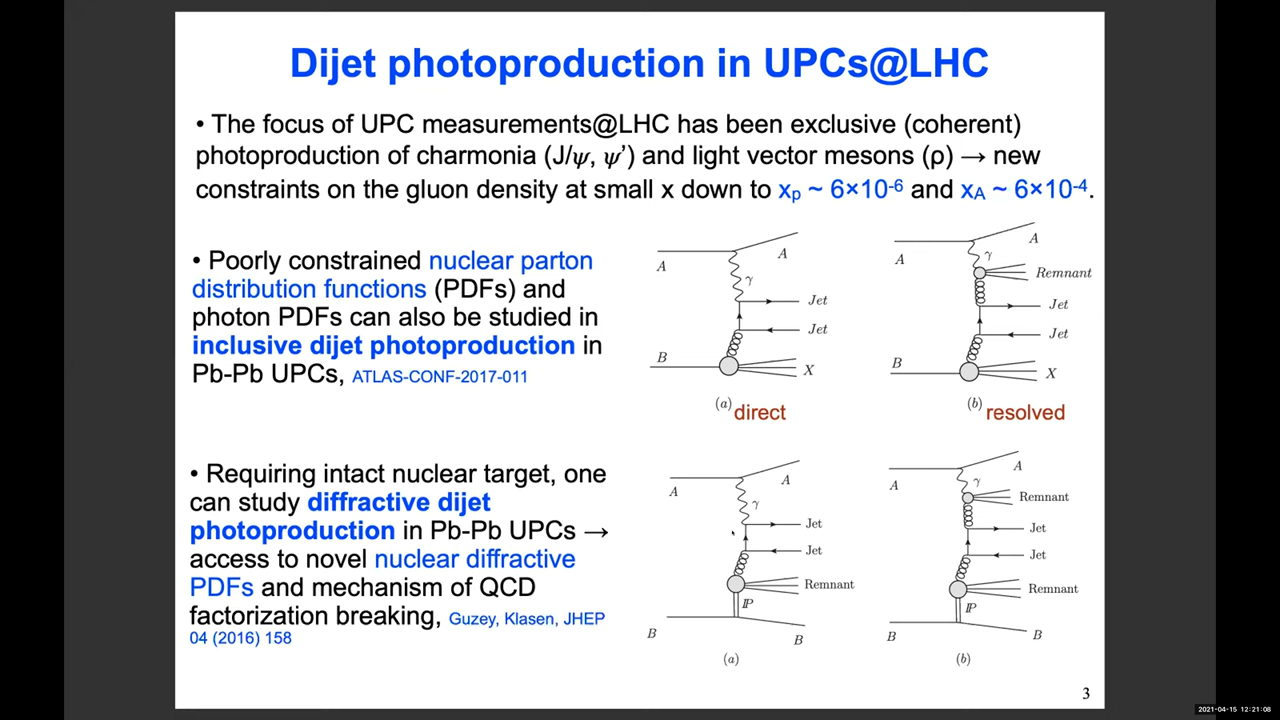 Dijet photoproduction in UPCs@LHC
• The focus of UPC measurements@LHC has been exclusive (coherent)
photoproduction of charmonia (J/ψ, ψ’) and light vector mesons (ρ) → new
constraints on the gluon density at small x down to xp ~ 6×10-6 and xA ~ 6×10-4.
• Poorly constrained nuclear parton
distribution functions (PDFs) and
photon PDFs can also be studied in
inclusive dijet photoproduction in
Pb-Pb UPCs, ATLAS-CONF-2017-011
A
A
γ
Jet
Jet
B
X
(a) direct
A
A
γ
Remnant
Jet
Jet
B
X
(b) resolved
• Requiring intact nuclear target, one
can study diffractive dijet
photoproduction in Pb-Pb UPCs →
access to novel nuclear diffractive
PDFs and mechanism of QCD
factorization breaking, Guzey, Klasen, JHEP
04 (2016) 158
A
A
γ
Jet
Jet
Remnant
IP
B
B
(a)
A
A
γ
Remnant
Jet
Jet
Remnant
IP
B
B
(b)
3
2021-04-15 12:21:08